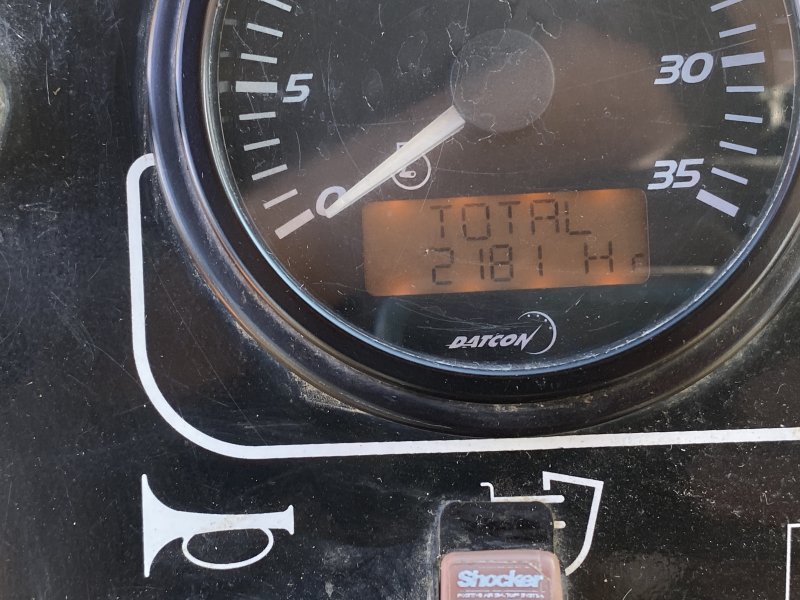 5
30
0
35
TOTAL
2181 Hr
DATCON
Shocker